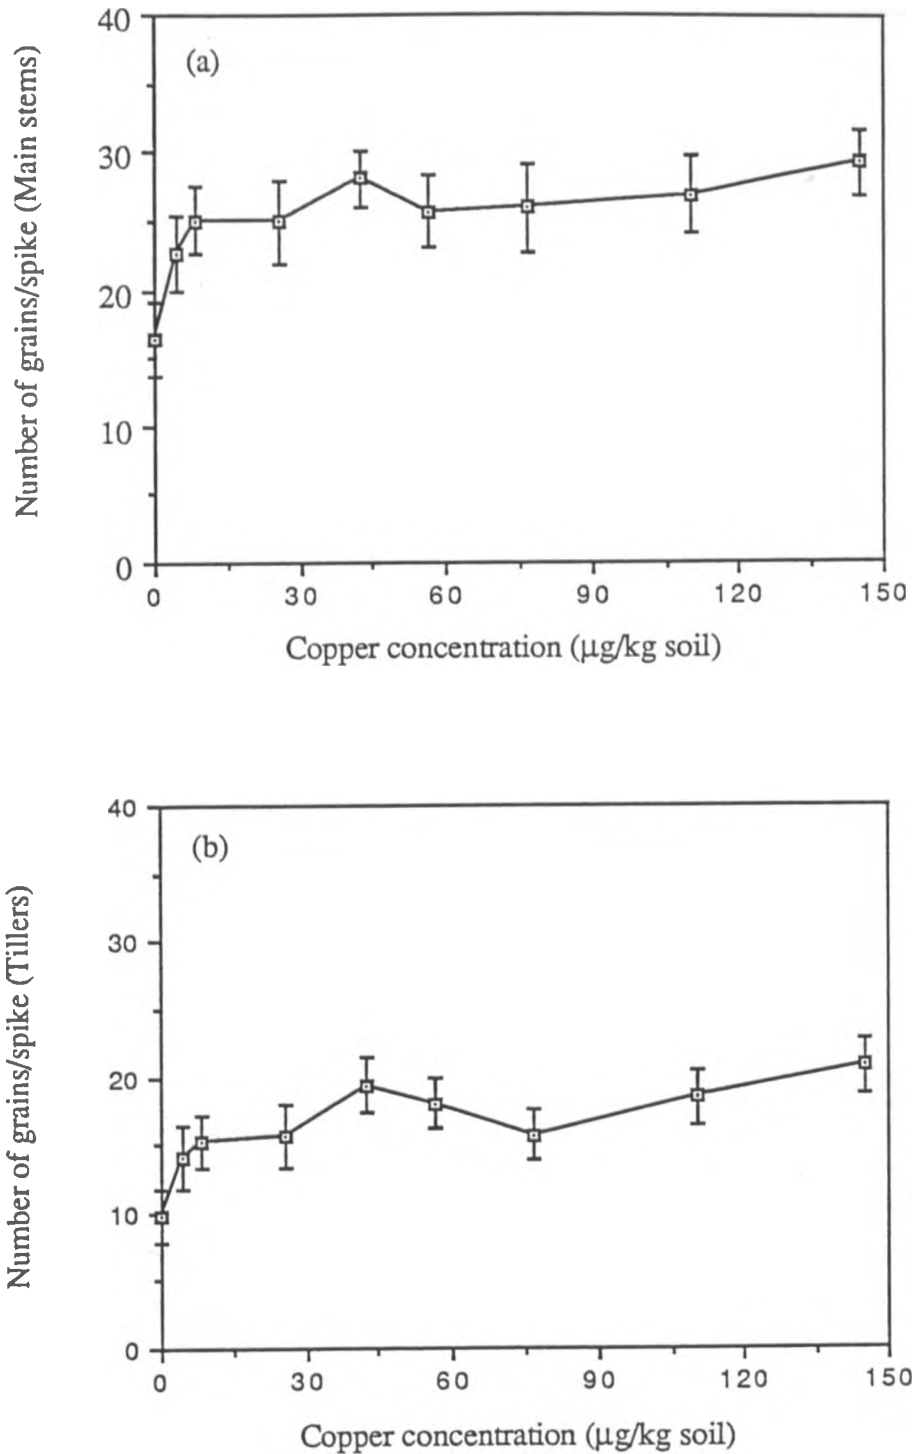 (a)
Number of grains/spike (Main stems)
40
30
20
10
0
0 30 60 90 120 150
Copper concentration (µg/kg soil)
(b)
Number of grains/spike (Tillers)
40
30
20
10
0
0 30 60 90 120 150
Copper concentration (µg/kg soil)